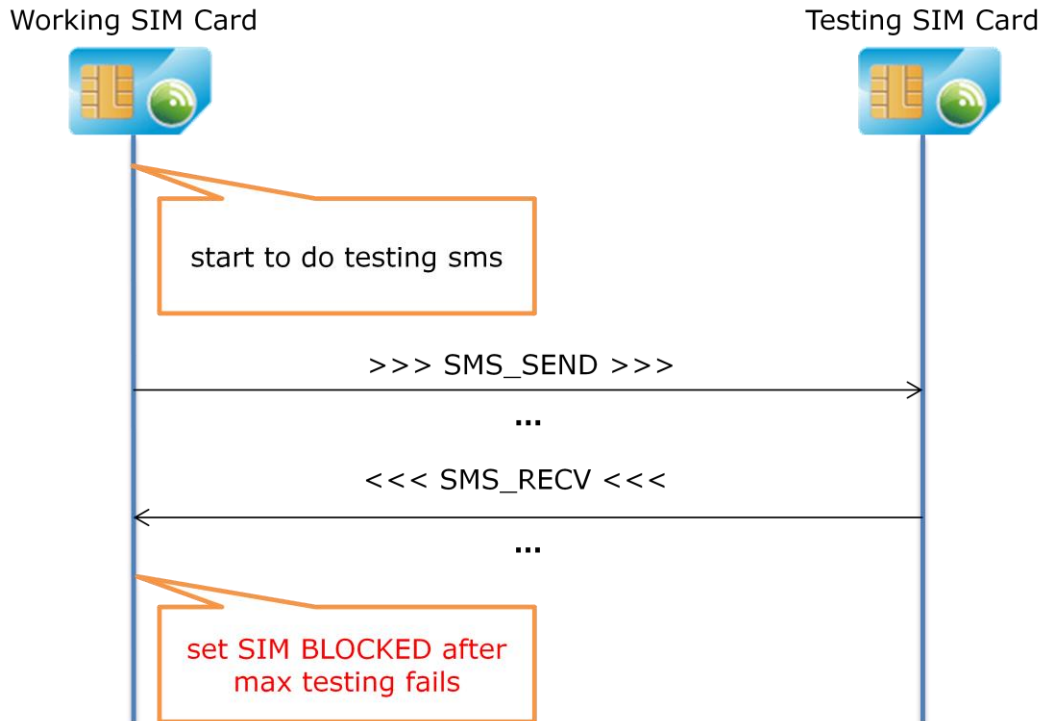 Working SIM Card
Testing SIM Card
start to do testing sms
>>> SMS_SEND >>>
...
<<< SMS_RECV <<<
...
set SIM BLOCKED after
max testing fails